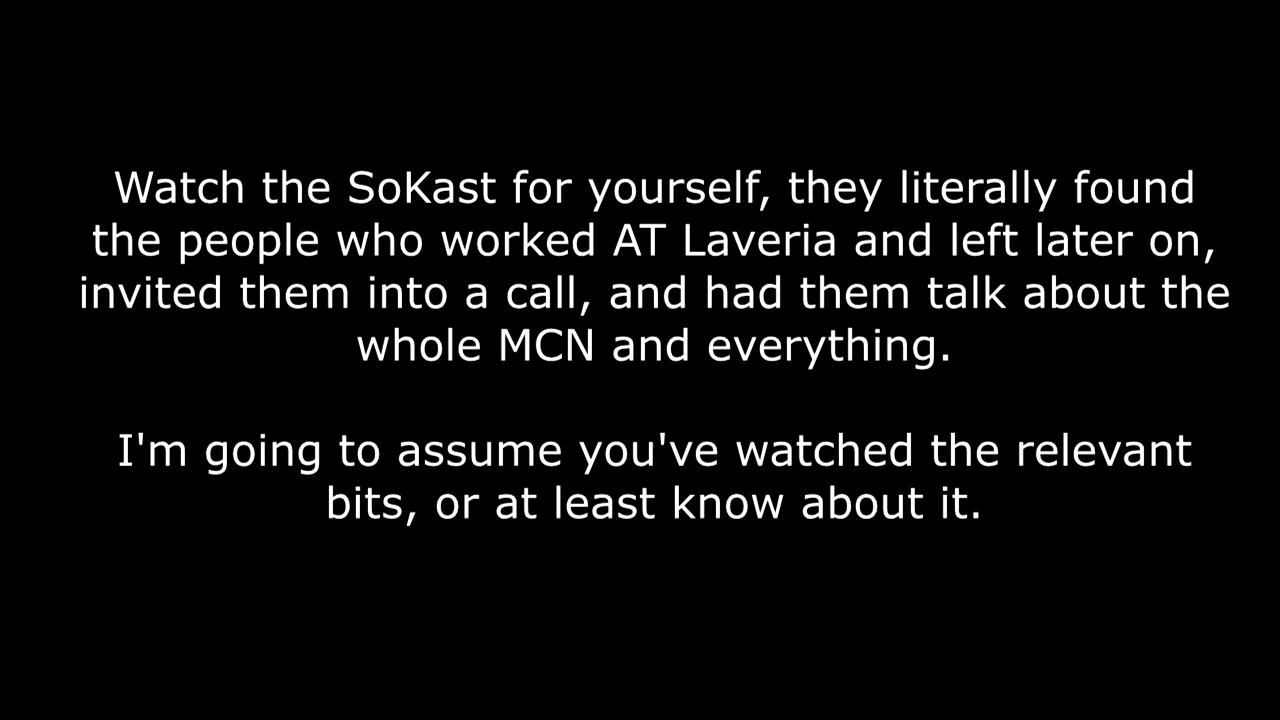 Watch the SoKast for yourself, they literally found
the people who worked AT Laveria and left later on,
invited them into a call, and had them talk about the
whole MCN and everything.
I'm going to assume you've watched the relevant
bits, or at least know about it.